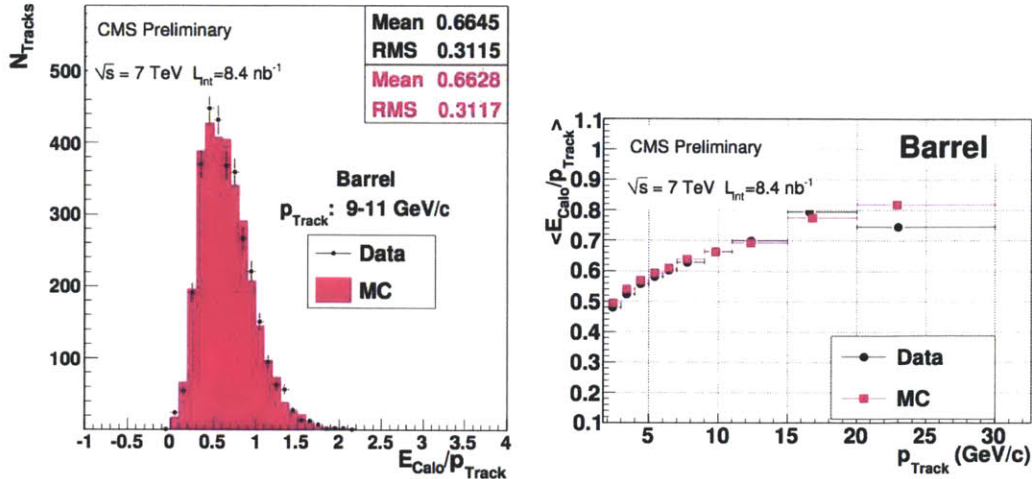 CMS Preliminary
√s = 7 TeV L_int=8.4 nb⁻¹
Mean 0.6645
RMS 0.3115
Mean 0.6628
RMS 0.3117
Barrel
p_Track: 9-11 GeV/c
Data
MC
N_Tracks
500
400
300
200
100
-1 -0.5 0 0.5 1 1.5 2 2.5 3 3.5 4
E_Calo/p_Track
CMS Preliminary
Barrel
√s = 7 TeV L_int=8.4 nb⁻¹
<E_Calo/p_Track>
1.1
1
0.9
0.8
0.7
0.6
0.5
0.4
0.3
0.2
0.1
Data
MC
5 10 15 20 25 30
p_Track (GeV/c)